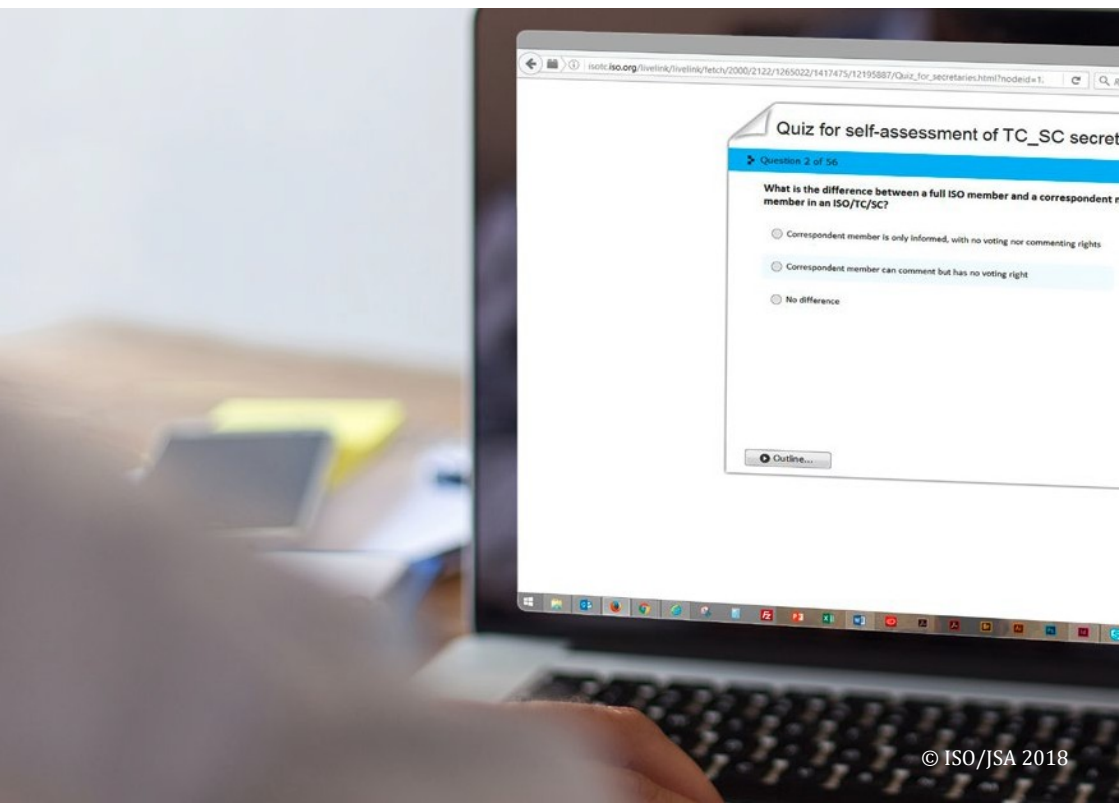 isotc.iso.org/livelink/livelink/fetch/2000/2122/1265022/1417475/12195887/Quiz_for_secretaries.html?nodeid=1
Quiz for self-assessment of TC_SC secret
Question 2 of 56
What is the difference between a full ISO member and a correspondent m
member in an ISO/TC/SC?
Correspondent member is only informed, with no voting nor commenting rights
Correspondent member can comment but has no voting right
No difference
Outline...
© ISO/JSA 2018